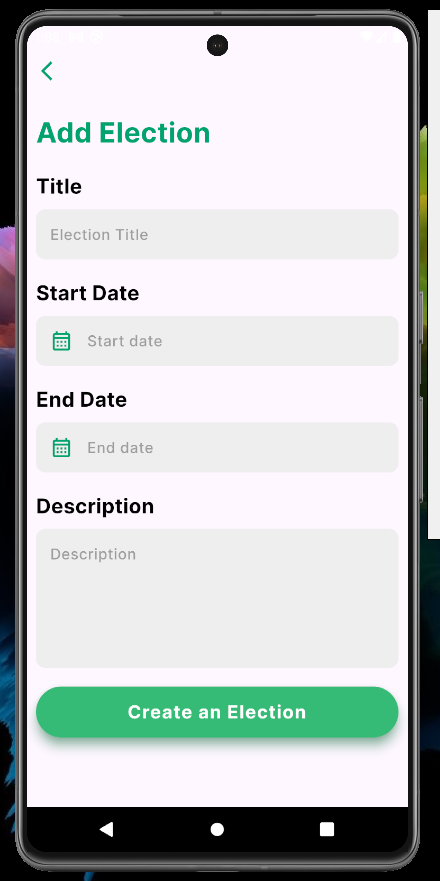 Add Election
Title
Election Title
Start Date
Start date
End Date
End date
Description
Description
Create an Election